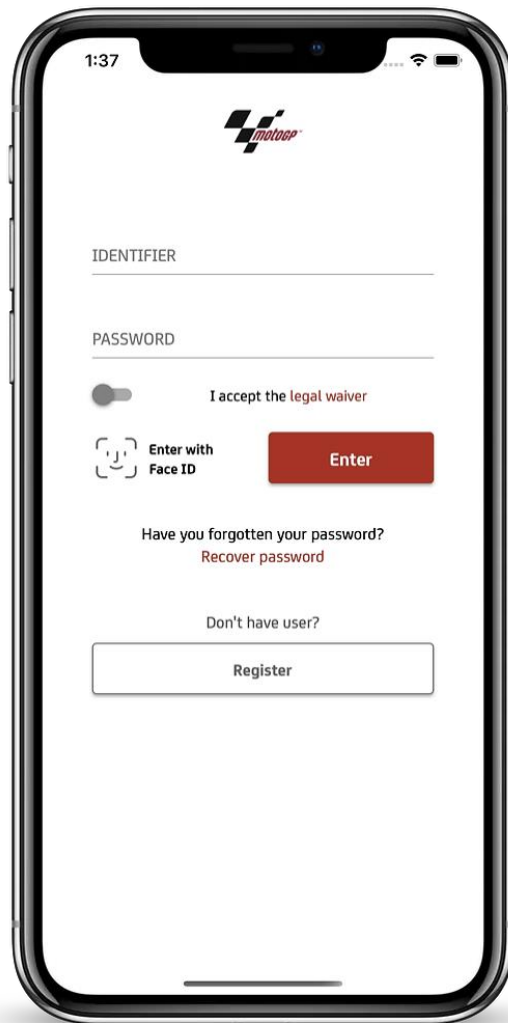 1:37
motoGP™
IDENTIFIER
PASSWORD
I accept the legal waiver
Enter with
Face ID
Enter
Have you forgotten your password?
Recover password
Don't have user?
Register